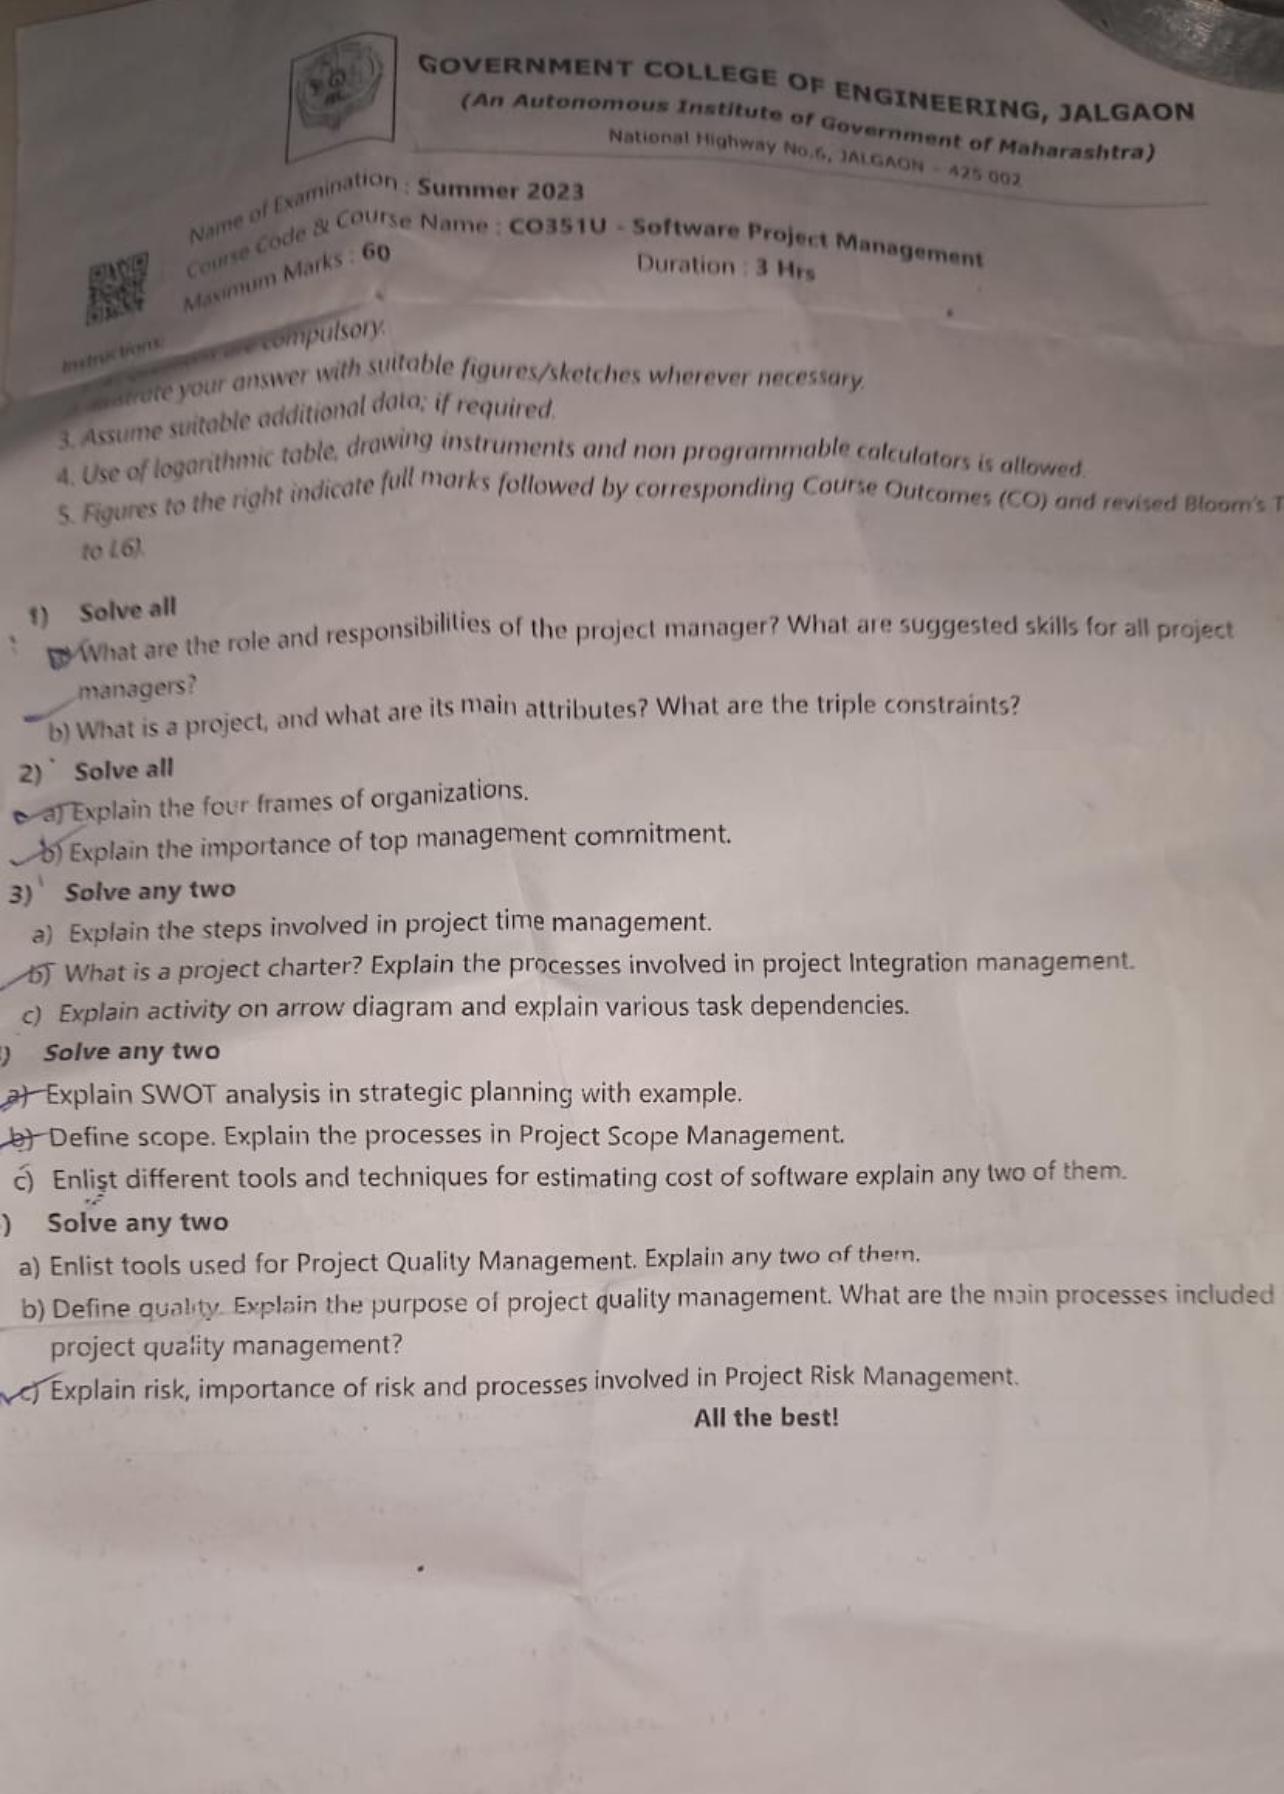 GOVERNMENT COLLEGE OF ENGINEERING, JALGAON
(An Autonomous Institute of Government of Maharashtra)
National Highway No.6, JALGAON - 425 002
Name of Examination : Summer 2023
Course Code & Course Name : CO351U - Software Project Management
Maximum Marks : 60 Duration : 3 Hrs
Instructions:
are compulsory.
your answer with suitable figures/sketches wherever necessary.
3. Assume suitable additional data; if required.
4. Use of logarithmic table, drawing instruments and non programmable calculators is allowed.
5. Figures to the right indicate full marks followed by corresponding Course Outcomes (CO) and revised Bloom's T
to L6).
1) Solve all
What are the role and responsibilities of the project manager? What are suggested skills for all project
managers?
b) What is a project, and what are its main attributes? What are the triple constraints?
2) Solve all
a) Explain the four frames of organizations.
b) Explain the importance of top management commitment.
3) Solve any two
a) Explain the steps involved in project time management.
b) What is a project charter? Explain the processes involved in project Integration management.
c) Explain activity on arrow diagram and explain various task dependencies.
) Solve any two
a) Explain SWOT analysis in strategic planning with example.
b) Define scope. Explain the processes in Project Scope Management.
c) Enlist different tools and techniques for estimating cost of software explain any two of them.
) Solve any two
a) Enlist tools used for Project Quality Management. Explain any two of them.
b) Define quality. Explain the purpose of project quality management. What are the main processes included
project quality management?
c) Explain risk, importance of risk and processes involved in Project Risk Management.
All the best!